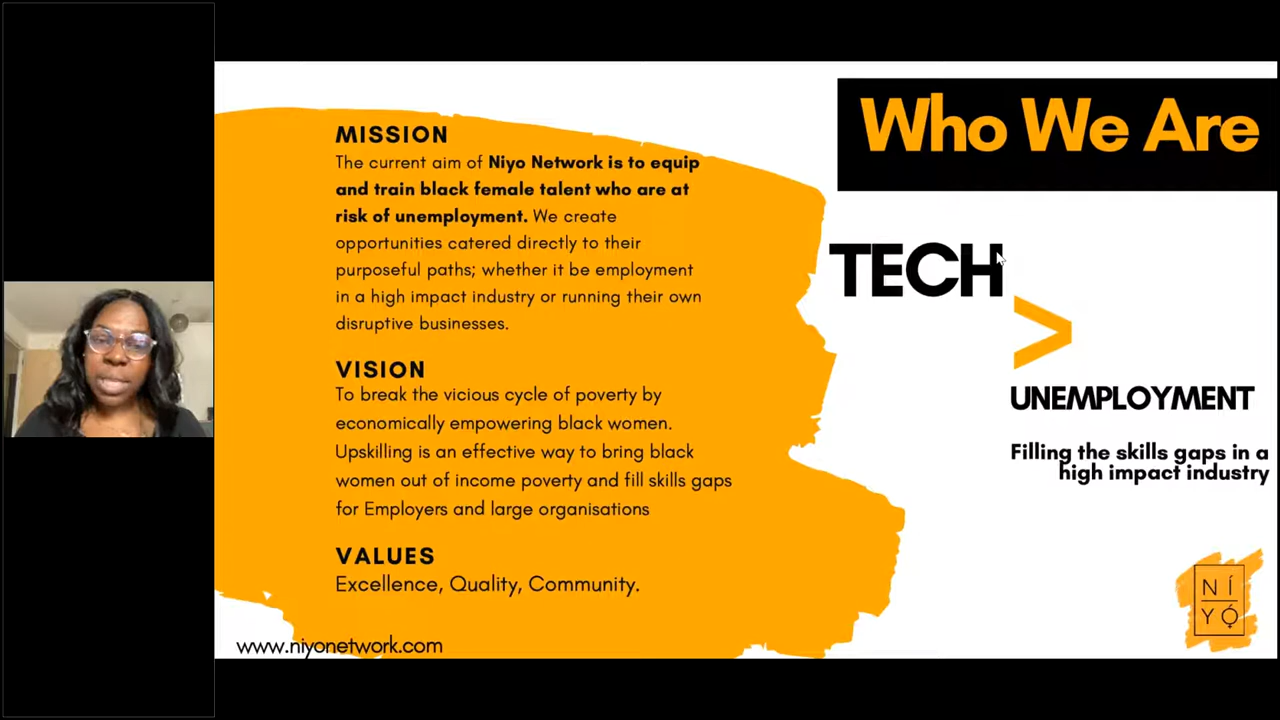 Who We Are
MISSION
The current aim of Niyo Network is to equip
and train black female talent who are at
risk of unemployment. We create
opportunities catered directly to their
purposeful paths; whether it be employment
in a high impact industry or running their own
disruptive businesses.
VISION
To break the vicious cycle of poverty by
economically empowering black women.
Upskilling is an effective way to bring black
women out of income poverty and fill skills gaps
for Employers and large organisations
VALUES
Excellence, Quality, Community.
www.niyonetwork.com
TECH
>
UNEMPLOYMENT
Filling the skills gaps in a
high impact industry
NÍ
YÓ